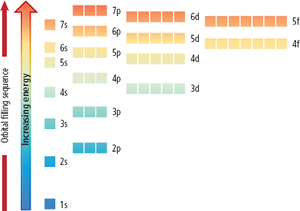 Orbital filling sequence
Increasing energy
7s
7p
6d
5f
6s
6p
5d
4f
5s
5p
4d
4s
4p
3d
3s
3p
2s
2p
1s